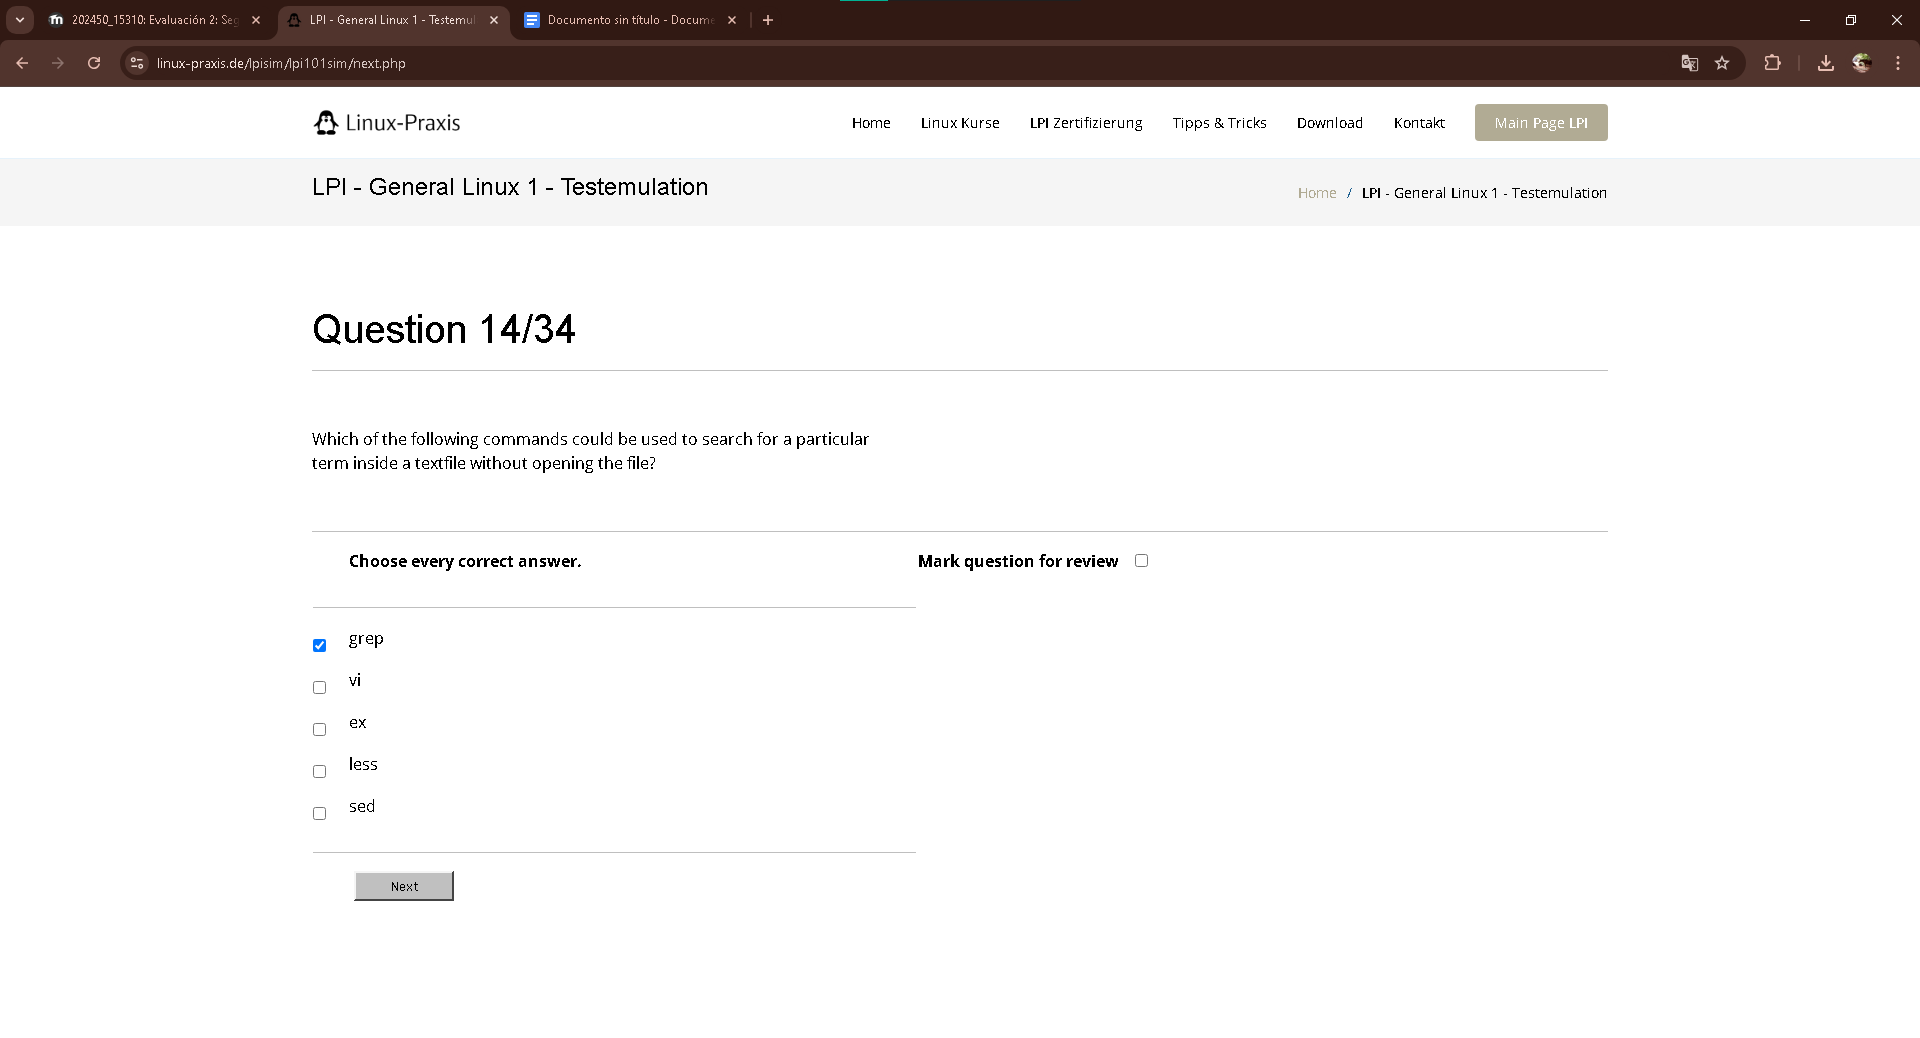 202450_15310: Evaluación 2: Seg
LPI - General Linux 1 - Testemul
Documento sin título - Docume
linux-praxis.de/lpisim/lpi101sim/next.php
Linux-Praxis
Home
Linux Kurse
LPI Zertifizierung
Tipps & Tricks
Download
Kontakt
Main Page LPI
LPI - General Linux 1 - Testemulation
Home / LPI - General Linux 1 - Testemulation
Question 14/34
Which of the following commands could be used to search for a particular
term inside a textfile without opening the file?
Choose every correct answer.
Mark question for review
grep
vi
ex
less
sed
Next